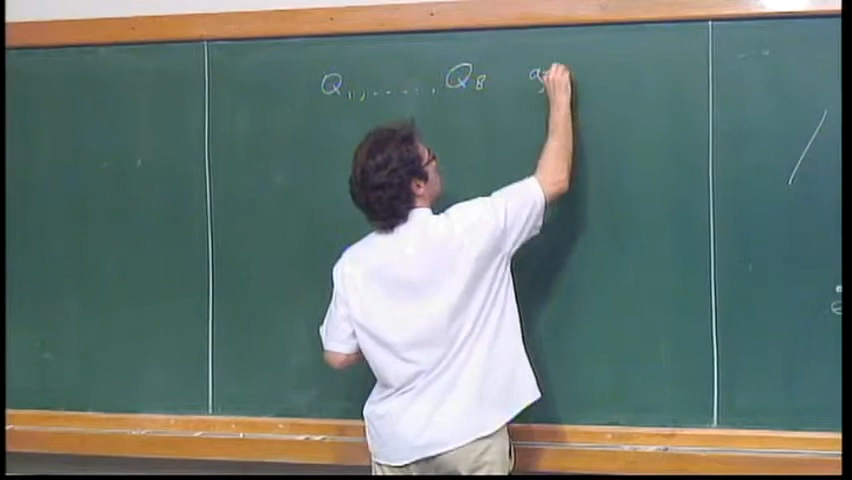 Q₁, ....., Q₈ a